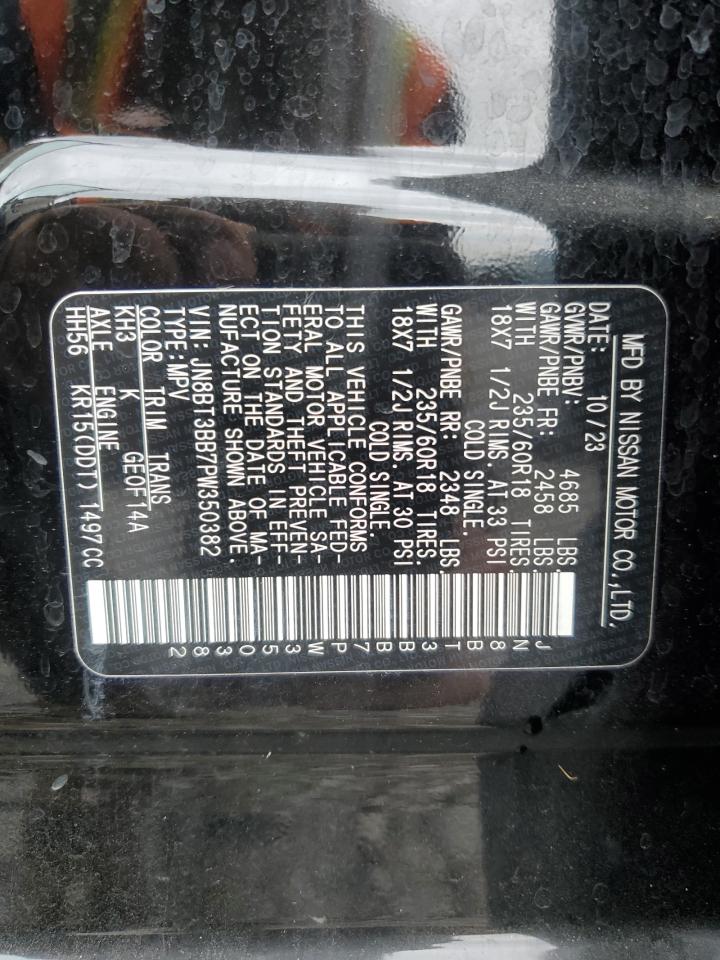 MFD BY NISSAN MOTOR CO.,LTD.
DATE: 10/23
GVWR/PNBV: 4685 LBS.
GAWR/PNBE FR: 2458 LBS.
WITH 235/60R18 TIRES.
18X7 1/2J RIMS. AT 33 PSI
COLD SINGLE.
GAWR/PNBE RR: 2348 LBS.
WITH 235/60R18 TIRES.
18X7 1/2J RIMS. AT 30 PSI
COLD SINGLE.
THIS VEHICLE CONFORMS
TO ALL APPLICABLE FED-
ERAL MOTOR VEHICLE SA-
FETY AND THEFT PREVEN-
TION STANDARDS IN EFF-
ECT ON THE DATE OF MA-
NUFACTURE SHOWN ABOVE.
VIN: JN8BT3BB7PW350382
TYPE: MPV
COLOR TRIM TRANS
KH3 K GE0F14A
AXLE ENGINE
HH56 KR15(DDT) 1497CC
JN8BT3BB7PW350382